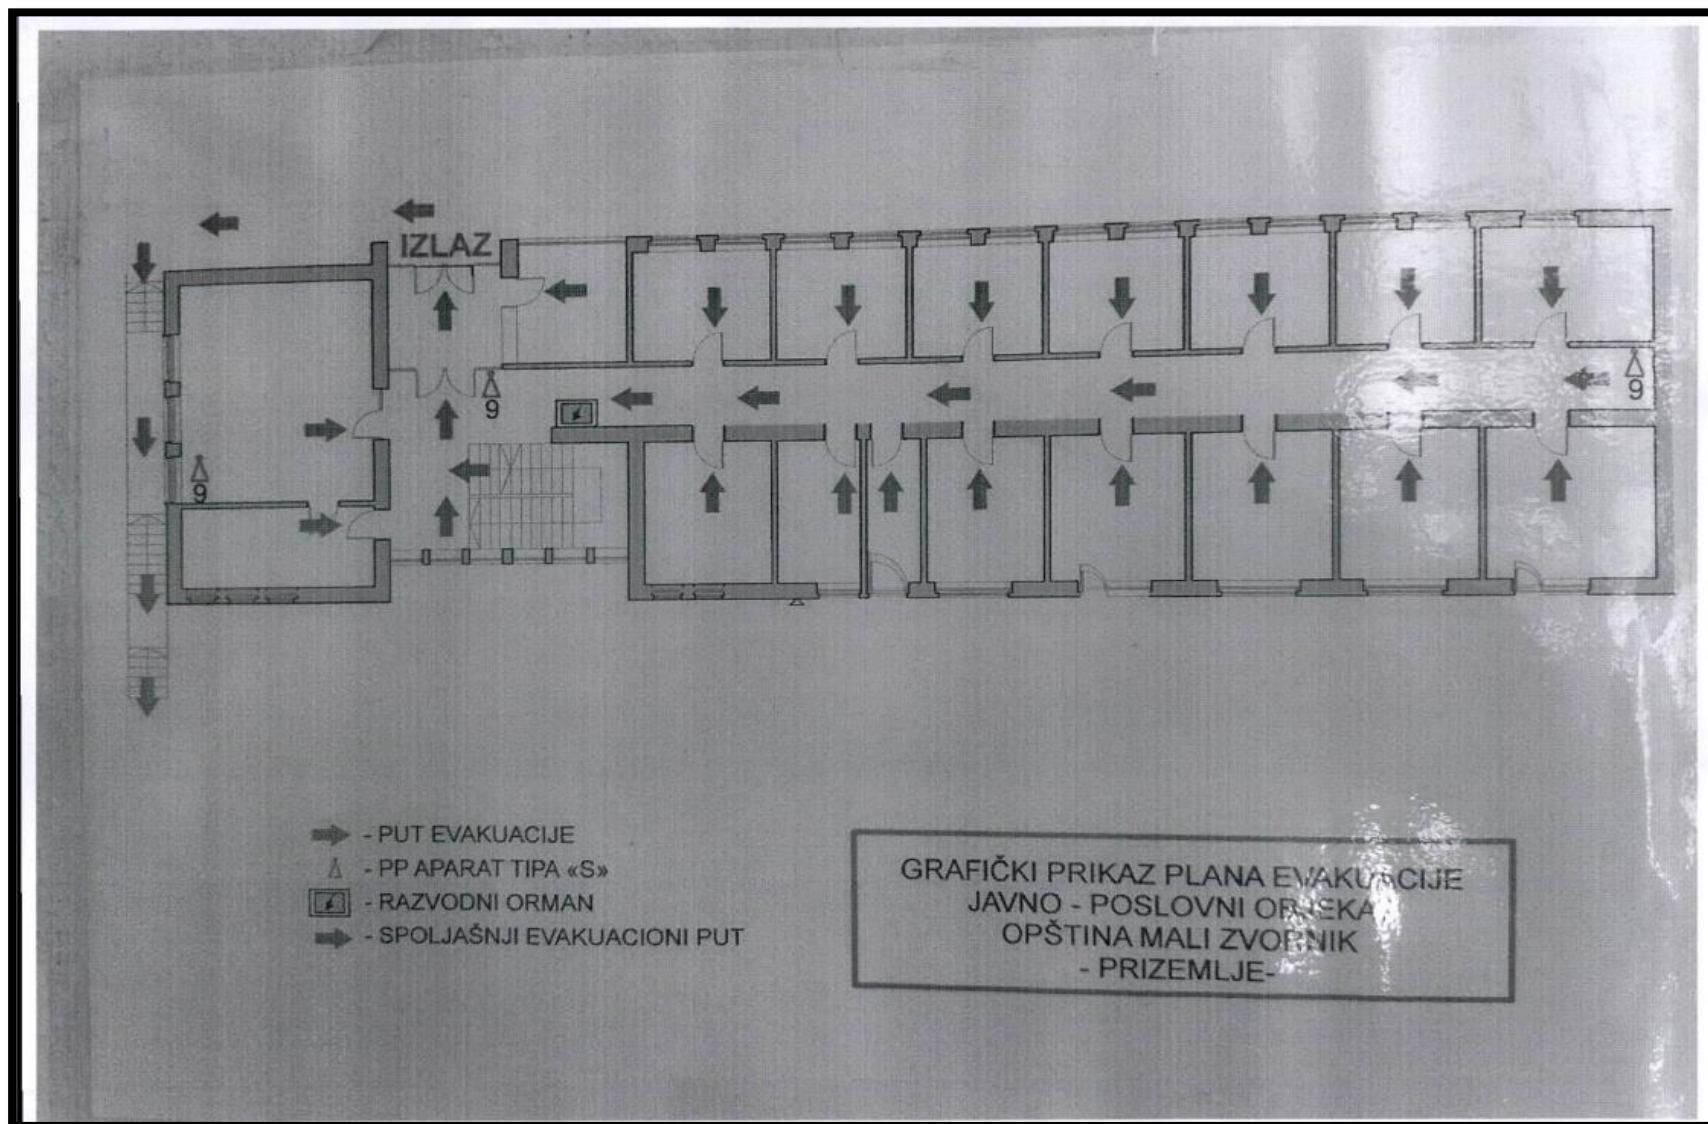 IZLAZ
9
9
9
- PUT EVAKUACIJE
- PP APARAT TIPA «S»
- RAZVODNI ORMAN
- SPOLJAŠNJI EVAKUACIONI PUT
GRAFIČKI PRIKAZ PLANA EVAKUACIJE
JAVNO - POSLOVNI
OPŠTINA MALI ZVORNIK
- PRIZEMLJE-